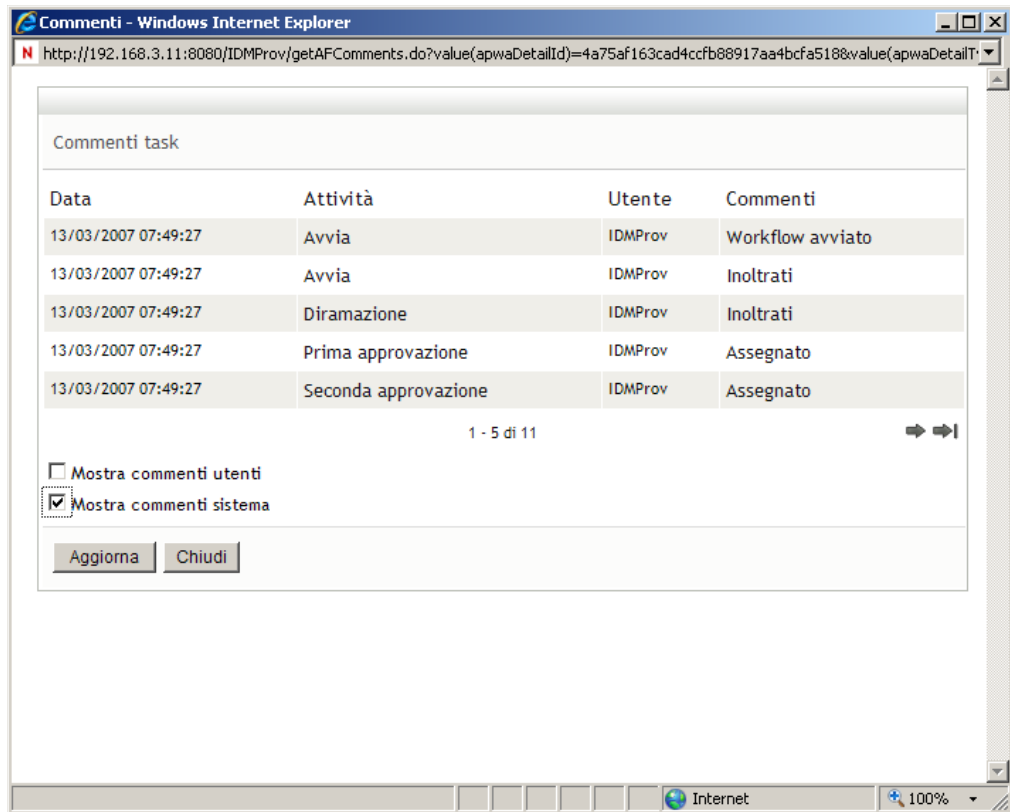 Commenti - Windows Internet Explorer
N http://192.168.3.11:8080/IDMProv/getAFComments.do?value(apwaDetailId)=4a75af163cad4ccfb88917aa4bcfa518&value(apwaDetailT
Commenti task
Data Attività Utente Commenti
13/03/2007 07:49:27 Avvia IDMProv Workflow avviato
13/03/2007 07:49:27 Avvia IDMProv Inoltrati
13/03/2007 07:49:27 Diramazione IDMProv Inoltrati
13/03/2007 07:49:27 Prima approvazione IDMProv Assegnato
13/03/2007 07:49:27 Seconda approvazione IDMProv Assegnato
1 - 5 di 11
Mostra commenti utenti
Mostra commenti sistema
Aggiorna Chiudi
Internet 100%